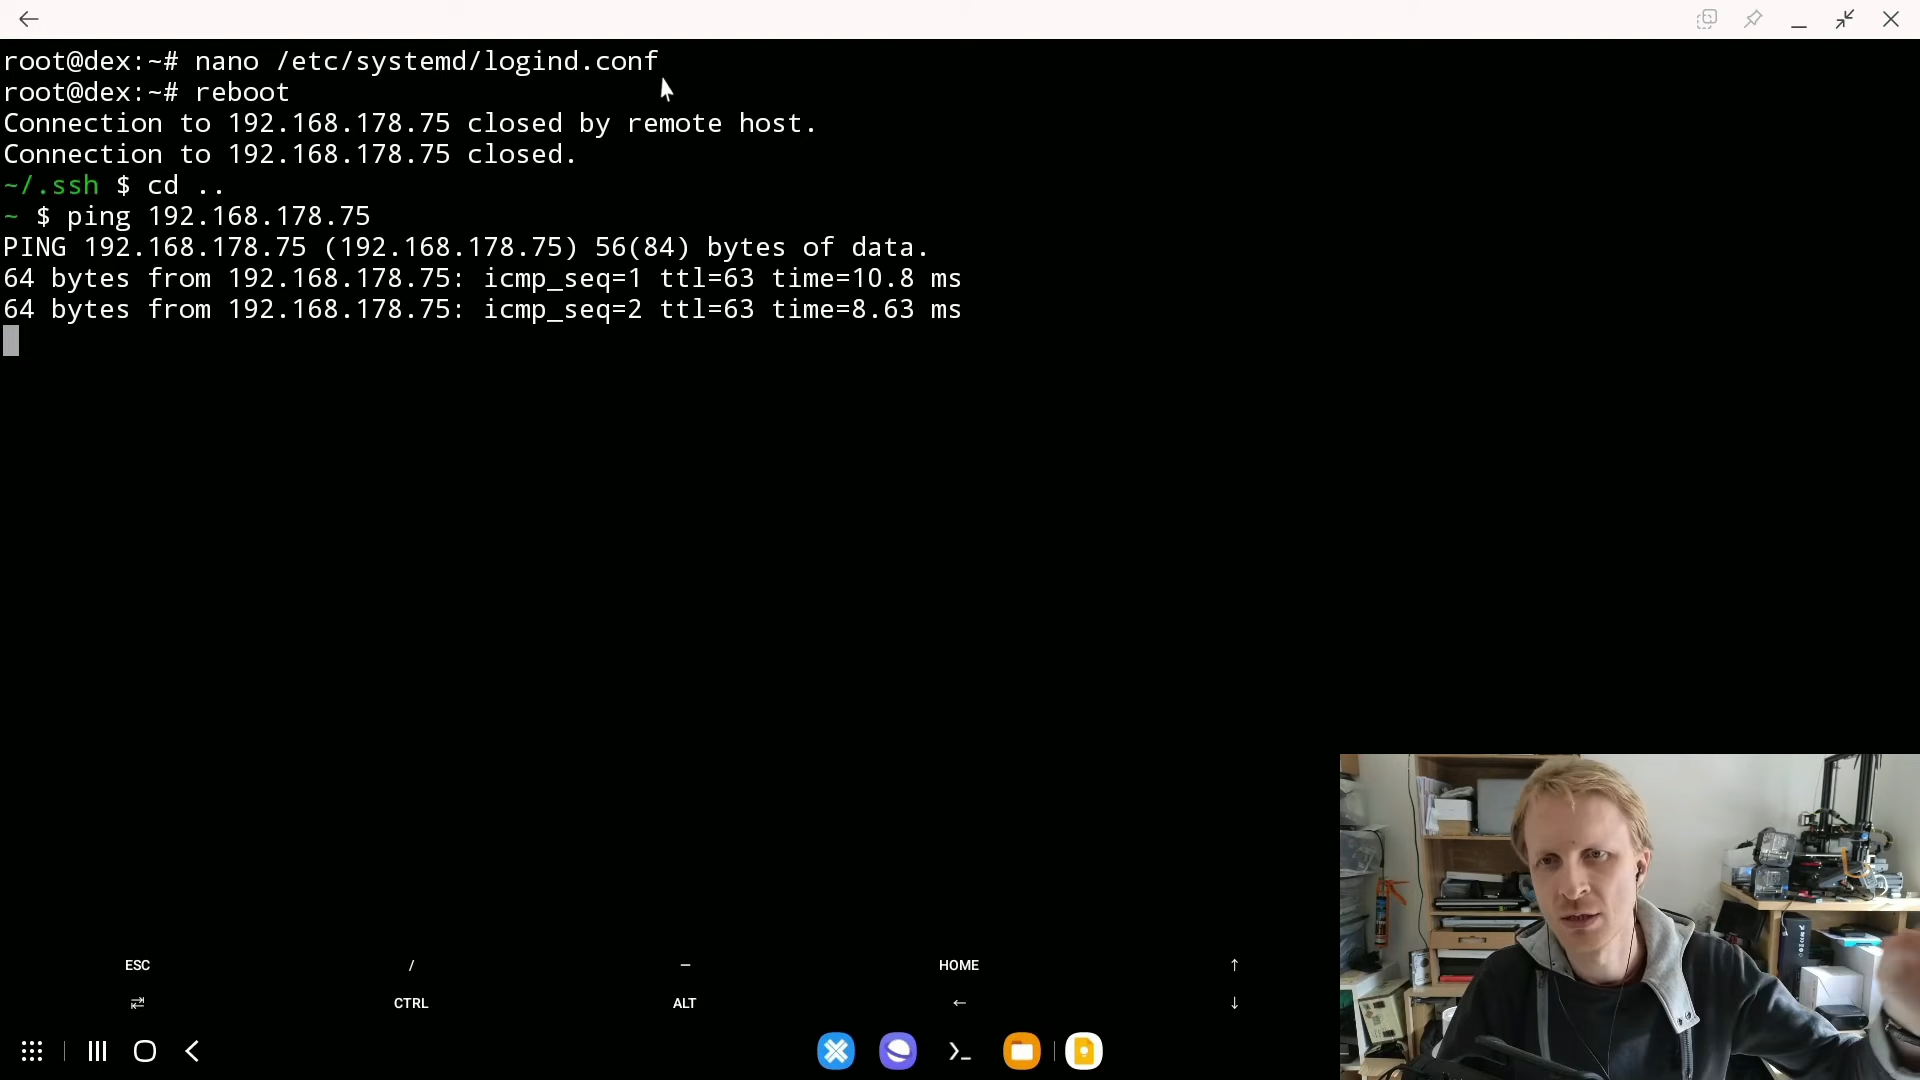 root@dex:~# nano /etc/systemd/logind.conf
root@dex:~# reboot
Connection to 192.168.178.75 closed by remote host.
Connection to 192.168.178.75 closed.
~/.ssh $ cd ..
~ $ ping 192.168.178.75
PING 192.168.178.75 (192.168.178.75) 56(84) bytes of data.
64 bytes from 192.168.178.75: icmp_seq=1 ttl=63 time=10.8 ms
64 bytes from 192.168.178.75: icmp_seq=2 ttl=63 time=8.63 ms
ESC / — HOME ↑
⇄ CTRL ALT ← ↓